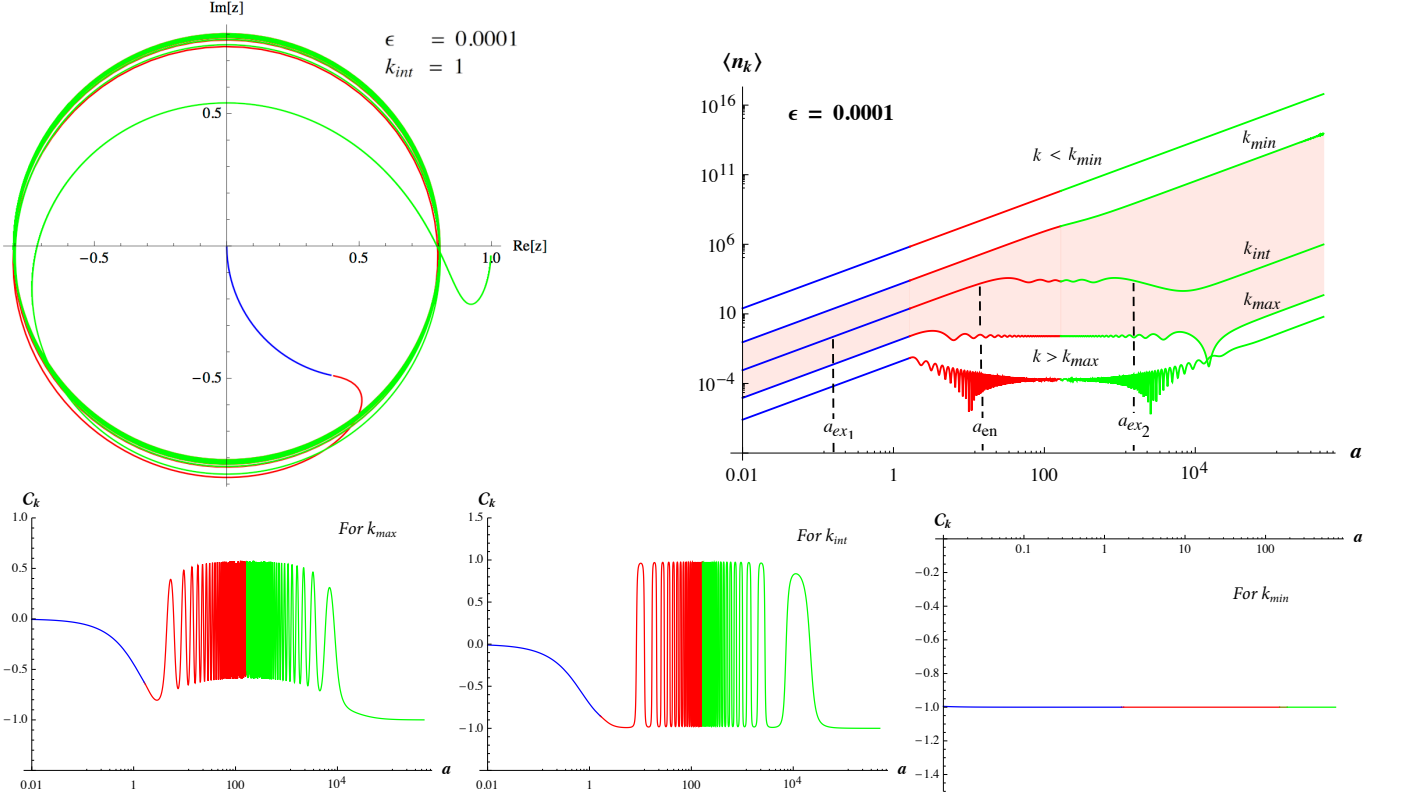 Im[z]
ϵ = 0.0001
k_int = 1
0.5
−0.5
0.5
1.0
Re[z]
−0.5
⟨n_k⟩
10^16
10^11
10^6
10
10^−4
ϵ = 0.0001
k < k_min
k_min
k_int
k_max
k > k_max
a_ex_1
a_en
a_ex_2
0.01
1
100
10^4
a
C_k
For k_max
1.0
0.5
0.0
−0.5
−1.0
0.01
1
100
10^4
a
C_k
For k_int
1.5
1.0
0.5
0.0
−0.5
−1.0
0.01
1
100
10^4
a
C_k
0.1
1
10
100
a
For k_min
−0.2
−0.4
−0.6
−0.8
−1.0
−1.2
−1.4